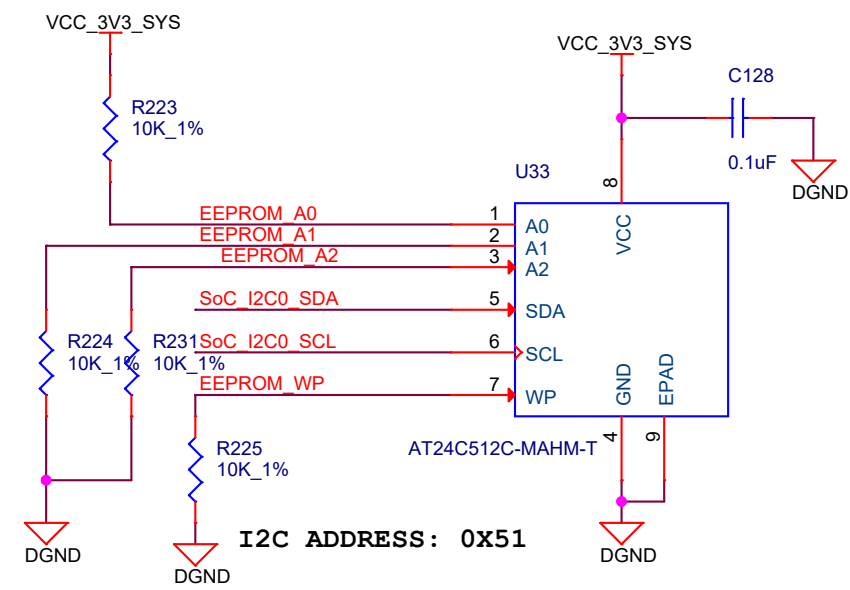 VCC_3V3_SYS
VCC_3V3_SYS
C128
R223
10K_1%
0.1uF
DGND
U33
8
VCC
EEPROM_A0
1
A0
EEPROM_A1
2
A1
EEPROM_A2
3
A2
SoC_I2C0_SDA
5
SDA
R224
10K_1%
R231
10K_1%
SoC_I2C0_SCL
6
SCL
EEPROM_WP
7
WP
GND
EPAD
4
9
R225
10K_1%
AT24C512C-MAHM-T
I2C ADDRESS: 0X51
DGND
DGND
DGND